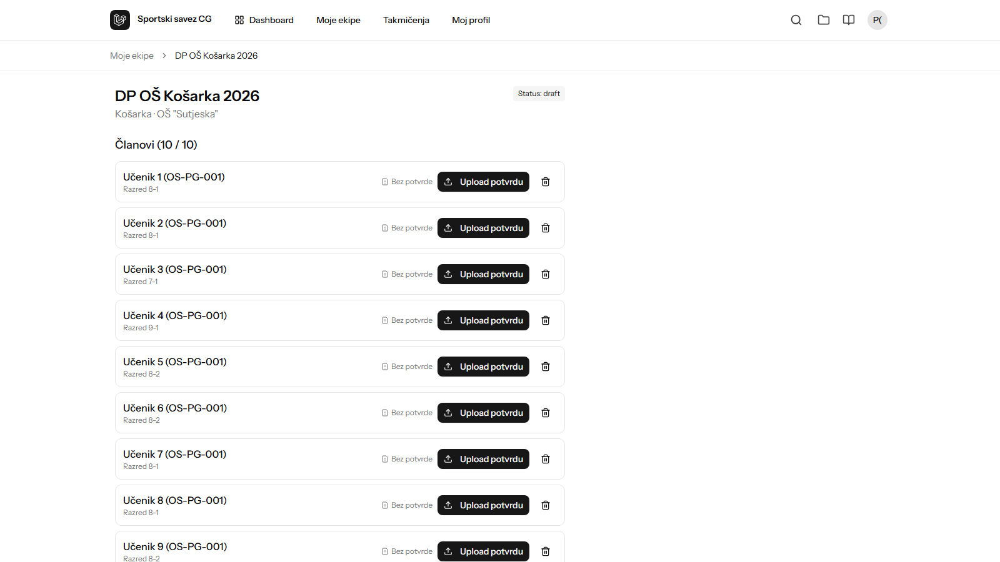 Sportski savez CG
Dashboard
Moje ekipe
Takmičenja
Moj profil
P(
Moje ekipe
DP OŠ Košarka 2026
DP OŠ Košarka 2026
Status: draft
Košarka · OŠ "Sutjeska"
Članovi (10 / 10)
Učenik 1 (OS-PG-001)
Razred 8-1
Bez potvrde
Upload potvrdu
Učenik 2 (OS-PG-001)
Razred 8-1
Bez potvrde
Upload potvrdu
Učenik 3 (OS-PG-001)
Razred 7-1
Bez potvrde
Upload potvrdu
Učenik 4 (OS-PG-001)
Razred 9-1
Bez potvrde
Upload potvrdu
Učenik 5 (OS-PG-001)
Razred 8-2
Bez potvrde
Upload potvrdu
Učenik 6 (OS-PG-001)
Razred 8-2
Bez potvrde
Upload potvrdu
Učenik 7 (OS-PG-001)
Razred 8-1
Bez potvrde
Upload potvrdu
Učenik 8 (OS-PG-001)
Razred 8-1
Bez potvrde
Upload potvrdu
Učenik 9 (OS-PG-001)
Razred 8-2
Bez potvrde
Upload potvrdu